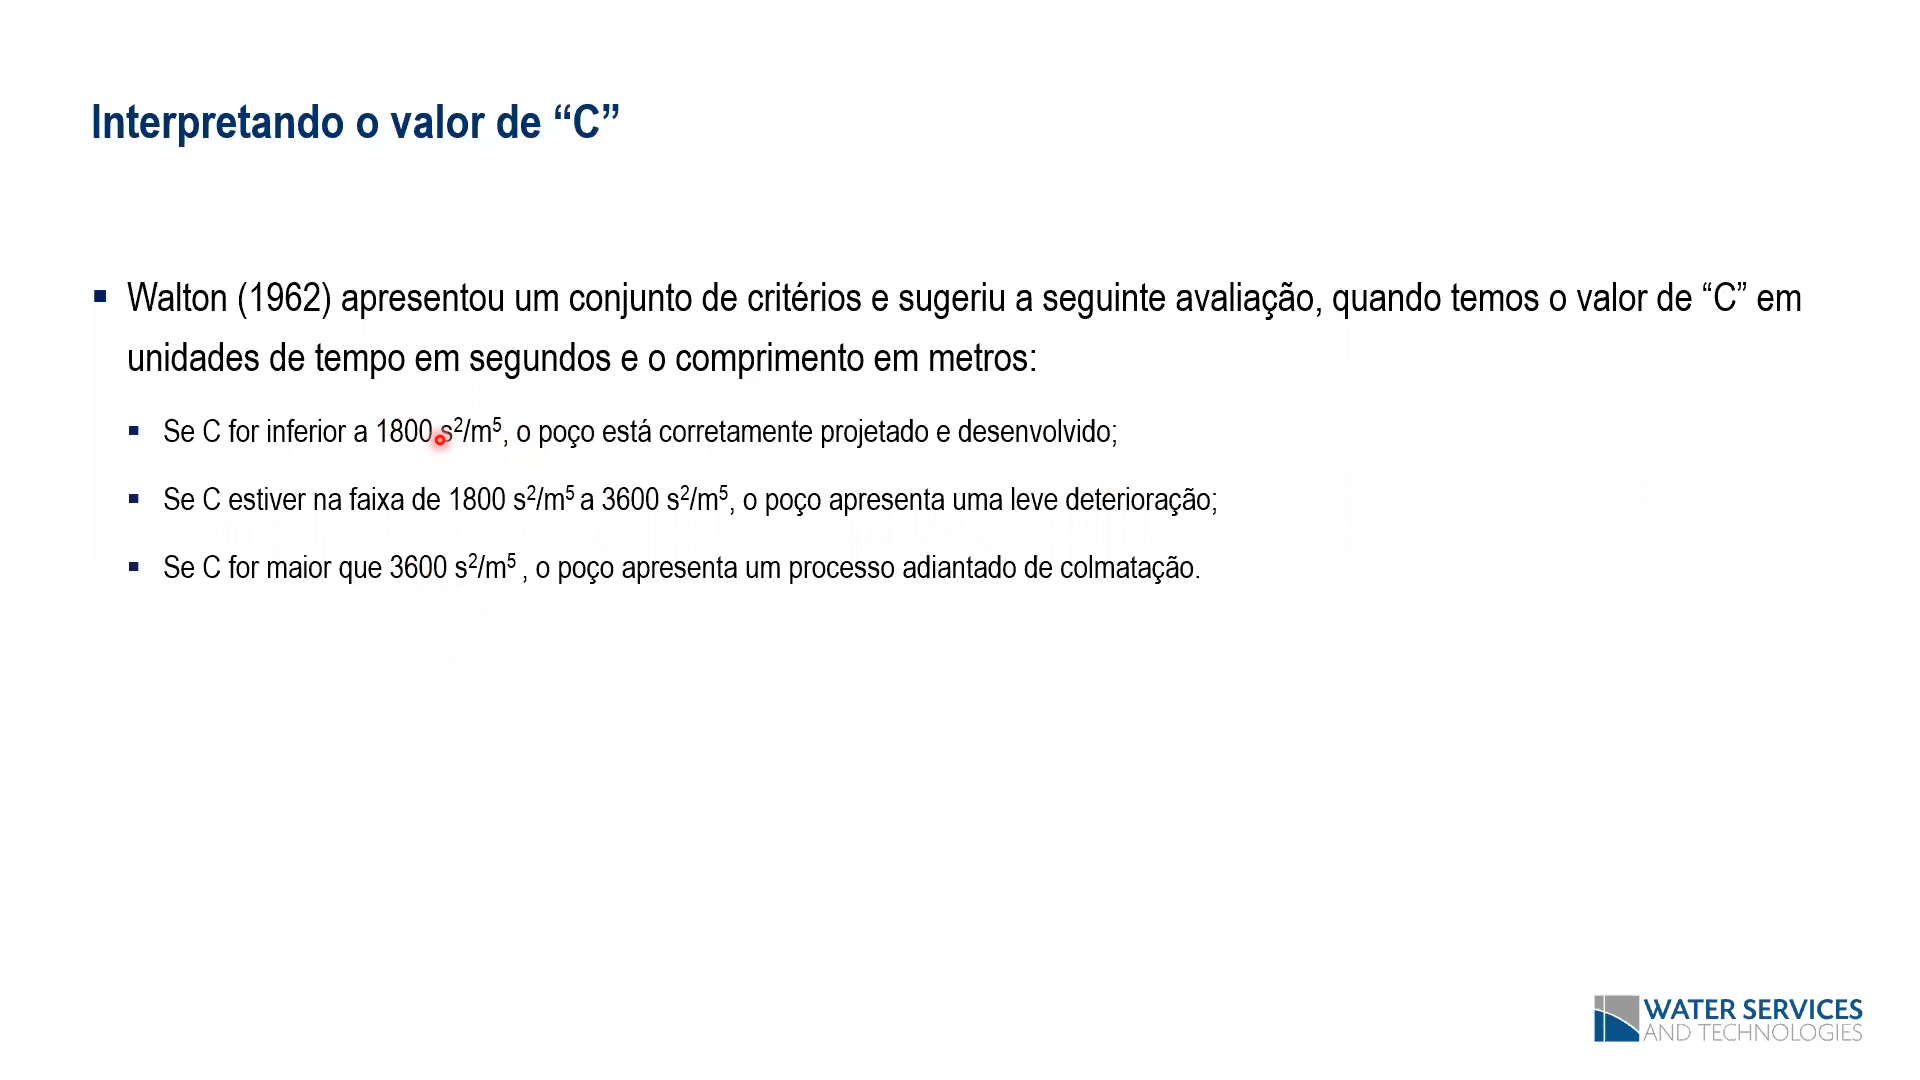 Interpretando o valor de “C”
▪ Walton (1962) apresentou um conjunto de critérios e sugeriu a seguinte avaliação, quando temos o valor de “C” em
unidades de tempo em segundos e o comprimento em metros:
▪ Se C for inferior a 1800 s²/m⁵, o poço está corretamente projetado e desenvolvido;
▪ Se C estiver na faixa de 1800 s²/m⁵ a 3600 s²/m⁵, o poço apresenta uma leve deterioração;
▪ Se C for maior que 3600 s²/m⁵ , o poço apresenta um processo adiantado de colmatação.
WATER SERVICES
AND TECHNOLOGIES